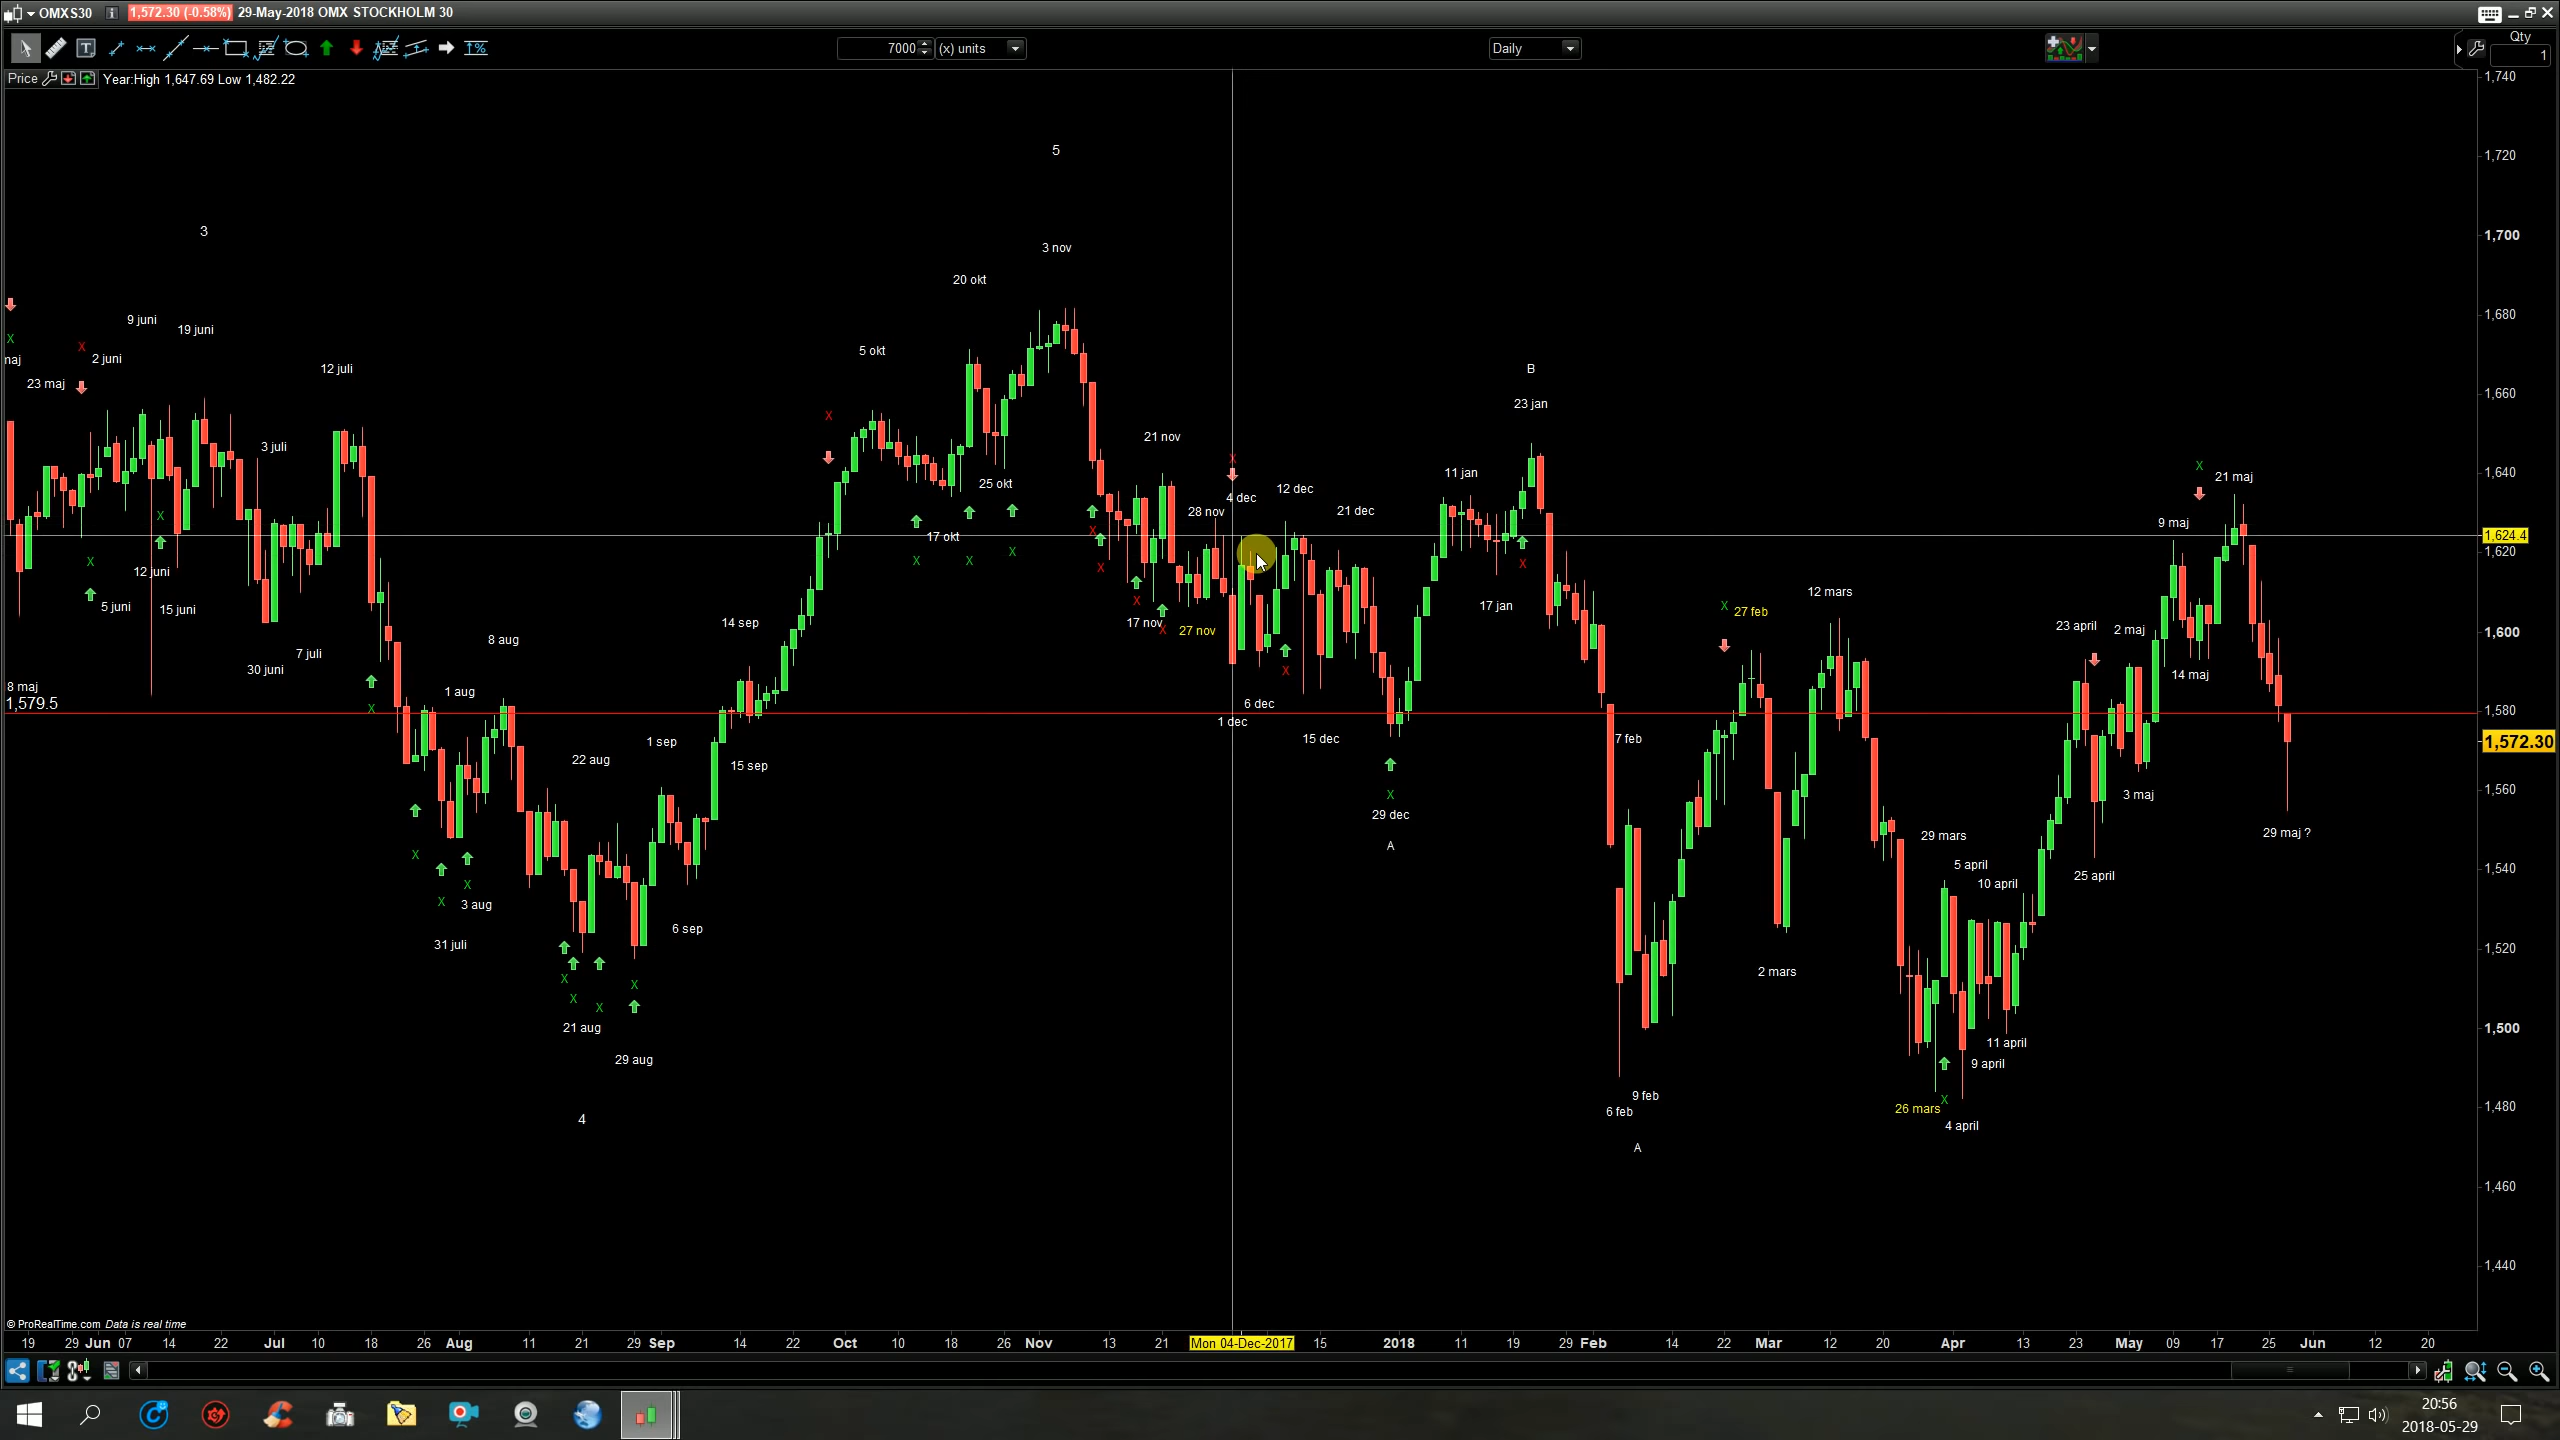 OMXS30 1,572.30 (-0.58%) 29-May-2018 OMX STOCKHOLM 30
7000 (x) units
Daily
Qty
1
Price Year:High 1,647.69 Low 1,482.22
1,740
5
1,720
3
1,700
3 nov
20 okt
9 juni
19 juni
1,680
X
X
maj
2 juni
23 maj
12 juli
5 okt
B
1,660
23 jan
X
3 juli
21 nov
X
11 jan
1,640
X
21 maj
25 okt
4 dec
12 dec
28 nov
21 dec
9 maj
X
17 okt
X
1,624.4
1,620
X
12 juni
X
X
X
X
X
5 juni
15 juni
X
17 jan
12 mars
14 sep
17 nov
X
27 nov
X
27 feb
23 april
2 maj
1,600
8 aug
7 juli
30 juni
X
14 maj
8 maj
1,579.5
1 aug
X
6 dec
1 dec
1,580
1 sep
15 dec
7 feb
1,572.30
22 aug
15 sep
X
3 maj
1,560
29 dec
29 maj ?
A
29 mars
X
5 april
25 april
1,540
X
10 april
X
3 aug
31 juli
6 sep
1,520
2 mars
X
X
X
X
21 aug
1,500
11 april
29 aug
9 april
9 feb
6 feb
X
26 mars
1,480
4
4 april
A
1,460
1,440
© ProRealTime.com Data is real time
19 29 Jun 07 14 22 Jul 10 18 26 Aug 11 21 29 Sep 14 22 Oct 10 18 26 Nov 13 21 Mon 04-Dec-2017 15 2018 11 19 29 Feb 14 22 Mar 12 20 Apr 13 23 May 09 17 25 Jun 12 20
20:56
2018-05-29